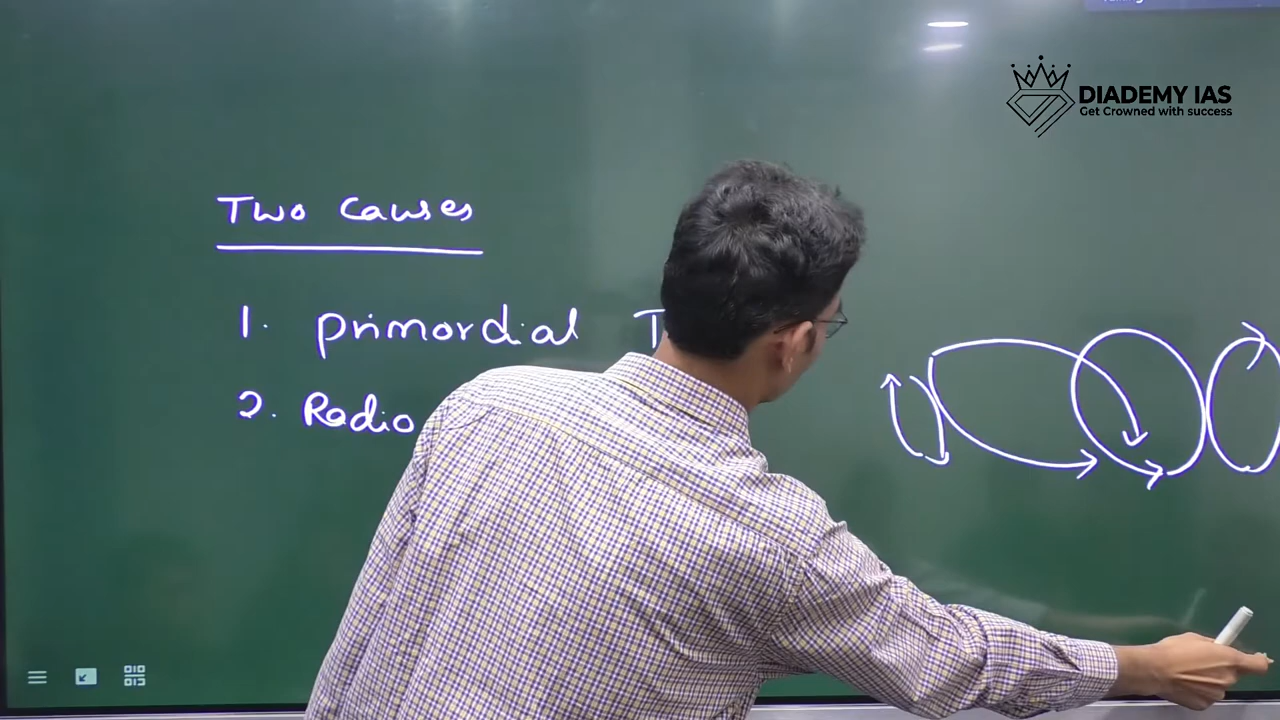 DIADEMY IAS
Get Crowned with success
Two Causes
1. primordial T
2. Radio